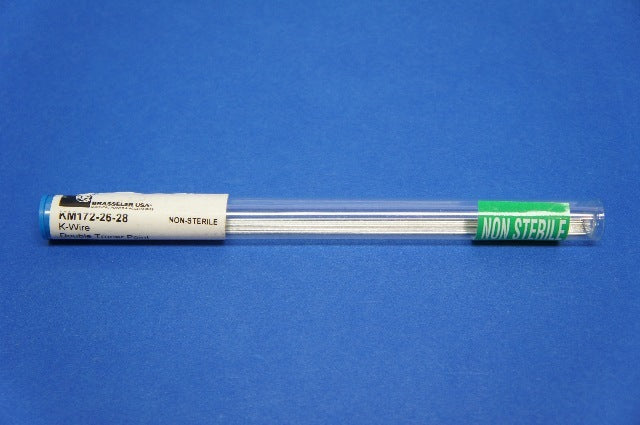 BRASSELER USA®
KM172-26-28
NON-STERILE
K-Wire
Double Trocar Point
NON STERILE